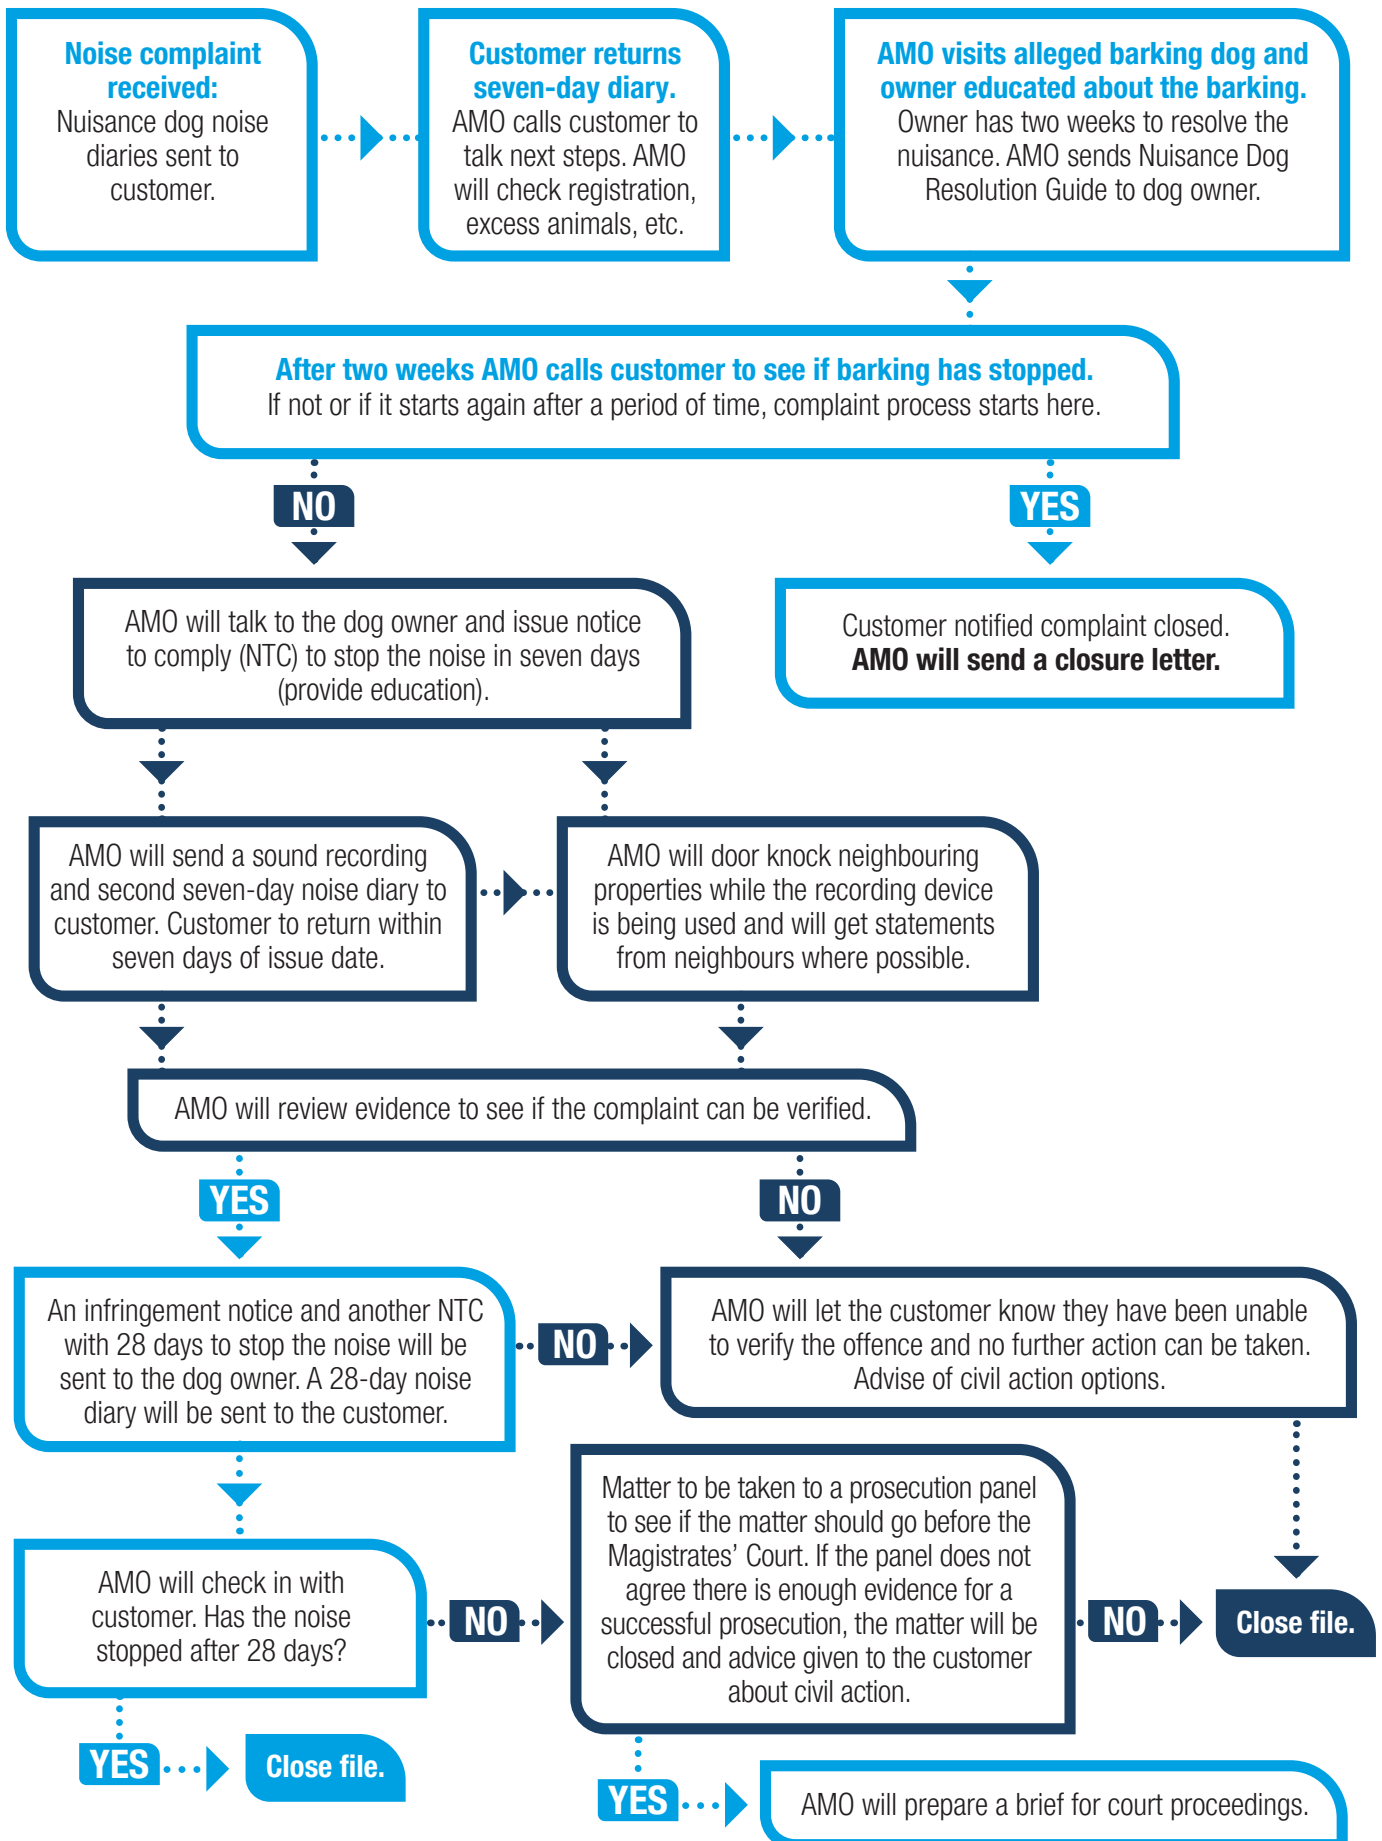 Noise complaint
received:
Nuisance dog noise
diaries sent to
customer.
Customer returns
seven-day diary.
AMO calls customer to
talk next steps. AMO
will check registration,
excess animals, etc.
AMO visits alleged barking dog and
owner educated about the barking.
Owner has two weeks to resolve the
nuisance. AMO sends Nuisance Dog
Resolution Guide to dog owner.
After two weeks AMO calls customer to see if barking has stopped.
If not or if it starts again after a period of time, complaint process starts here.
NO
YES
AMO will talk to the dog owner and issue notice
to comply (NTC) to stop the noise in seven days
(provide education).
Customer notified complaint closed.
AMO will send a closure letter.
AMO will send a sound recording
and second seven-day noise diary to
customer. Customer to return within
seven days of issue date.
AMO will door knock neighbouring
properties while the recording device
is being used and will get statements
from neighbours where possible.
AMO will review evidence to see if the complaint can be verified.
YES
NO
An infringement notice and another NTC
with 28 days to stop the noise will be
sent to the dog owner. A 28-day noise
diary will be sent to the customer.
NO
AMO will let the customer know they have been unable
to verify the offence and no further action can be taken.
Advise of civil action options.
AMO will check in with
customer. Has the noise
stopped after 28 days?
NO
Matter to be taken to a prosecution panel
to see if the matter should go before the
Magistrates' Court. If the panel does not
agree there is enough evidence for a
successful prosecution, the matter will be
closed and advice given to the customer
about civil action.
NO
Close file.
YES
Close file.
YES
AMO will prepare a brief for court proceedings.